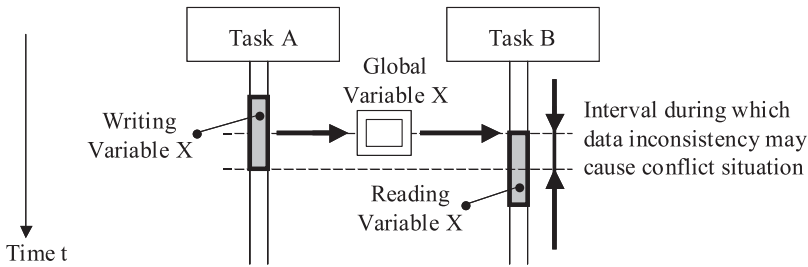 Task A
Task B
Global
Variable X
Writing
Variable X
Interval during which
data inconsistency may
cause conflict situation
Reading
Variable X
Time t